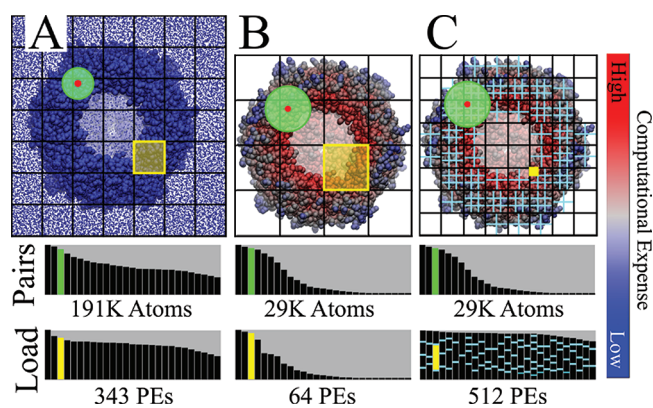 A
B
C
High
Computational Expense
Low
Pairs
191K Atoms
29K Atoms
29K Atoms
Load
343 PEs
64 PEs
512 PEs